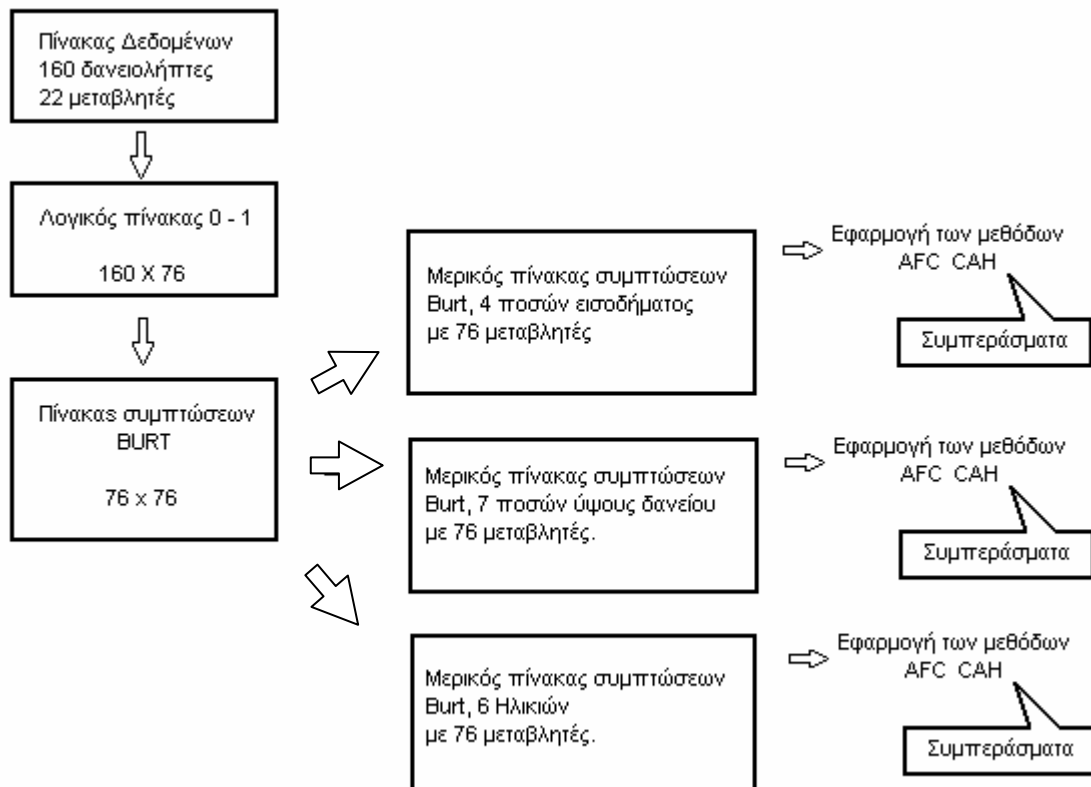 Πίνακας Δεδομένων
160 δανειολήπτες
22 μεταβλητές
Λογικός πίνακας 0 - 1
160 X 76
Πίνακαs συμπτώσεων
BURT
76 x 76
Μερικός πίνακας συμπτώσεων
Burt, 4 ποσών εισοδήματος
με 76 μεταβλητές
Εφαρμογή των μεθόδων
AFC CAH
Συμπεράσματα
Μερικός πίνακας συμπτώσεων
Burt, 7 ποσών ύψους δανείου
με 76 μεταβλητές.
Εφαρμογή των μεθόδων
AFC CAH
Συμπεράσματα
Μερικός πίνακας συμπτώσεων
Burt, 6 Ηλικιών
με 76 μεταβλητές.
Εφαρμογή των μεθόδων
AFC CAH
Συμπεράσματα